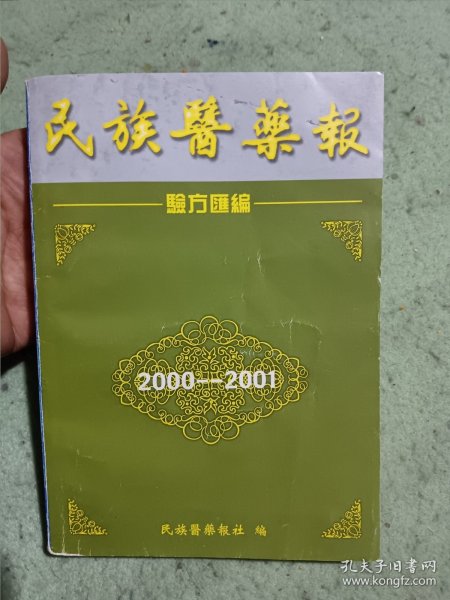 民族醫藥報
驗方匯編
2000--2001
民族醫藥報社 編
孔夫子旧书网
www.kongfz.com